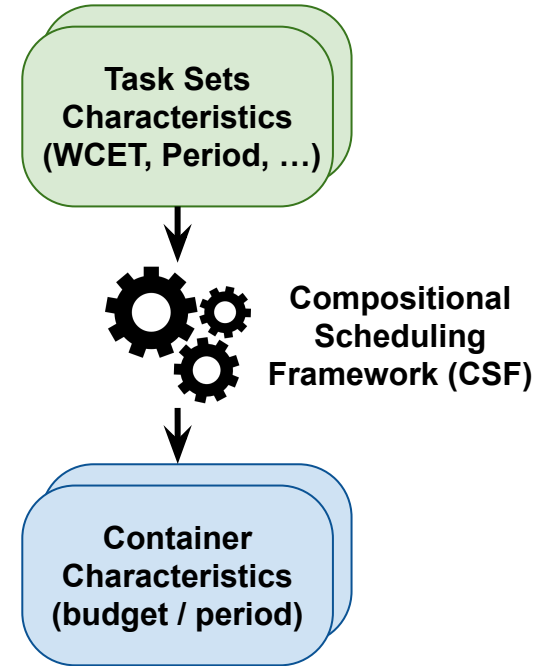 Task Sets
Characteristics
(WCET, Period, …)
Compositional
Scheduling
Framework (CSF)
Container
Characteristics
(budget / period)